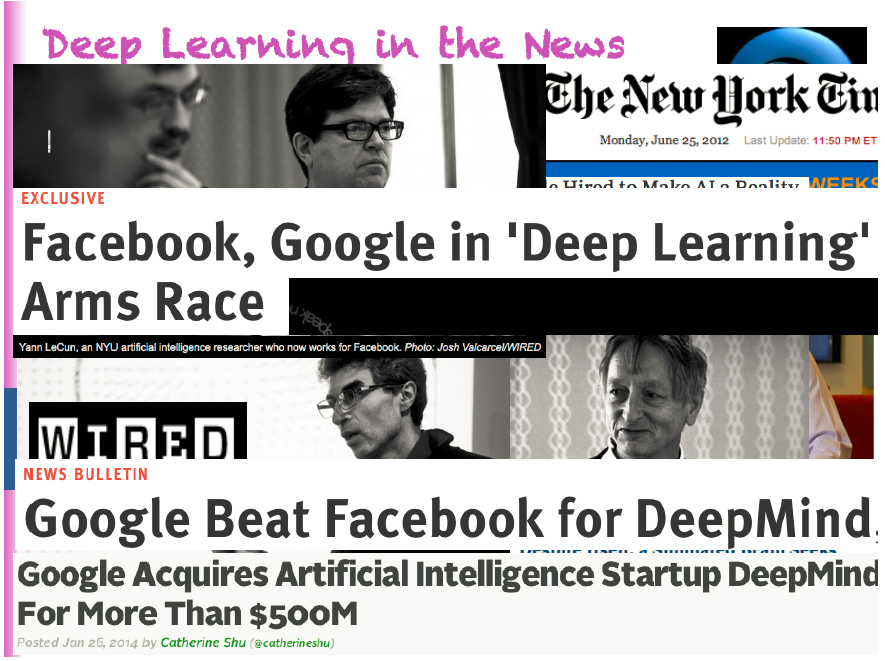 Deep Learning in the News
The New York Tim
Monday, June 25, 2012 Last Update: 11:50 PM ET
e Hired to Make AI a Reality WEEKS
EXCLUSIVE
Facebook, Google in 'Deep Learning'
Arms Race
Yann LeCun, an NYU artificial intelligence researcher who now works for Facebook. Photo: Josh Valcarcel/WIRED
WIRED
NEWS BULLETIN
Google Beat Facebook for DeepMind,
Google Acquires Artificial Intelligence Startup DeepMind
For More Than $500M
Posted Jan 26, 2014 by Catherine Shu (@catherineshu)